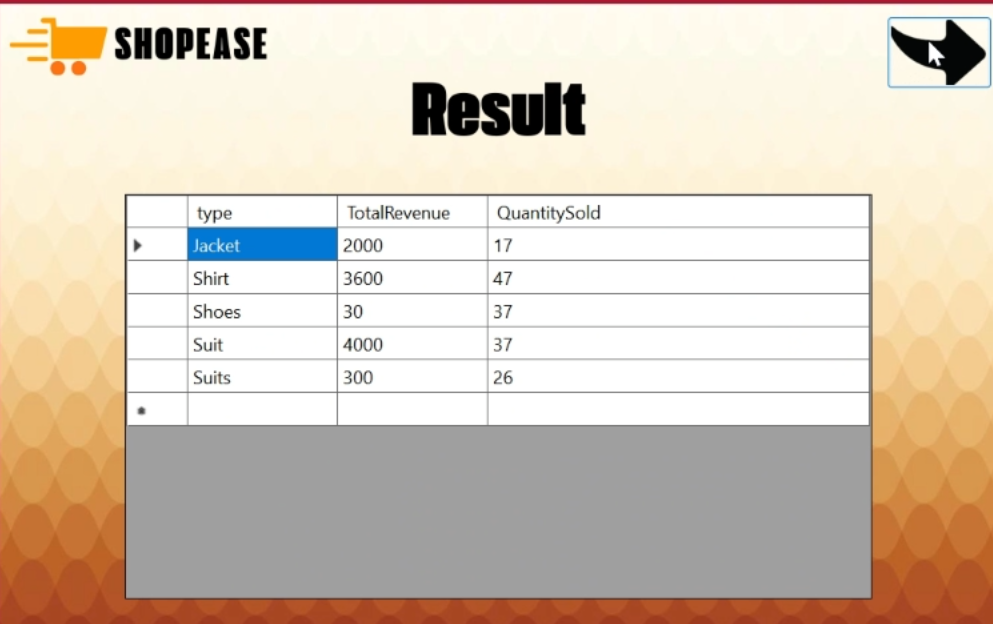 SHOPEASE
Result
type TotalRevenue QuantitySold
Jacket 2000 17
Shirt 3600 47
Shoes 30 37
Suit 4000 37
Suits 300 26